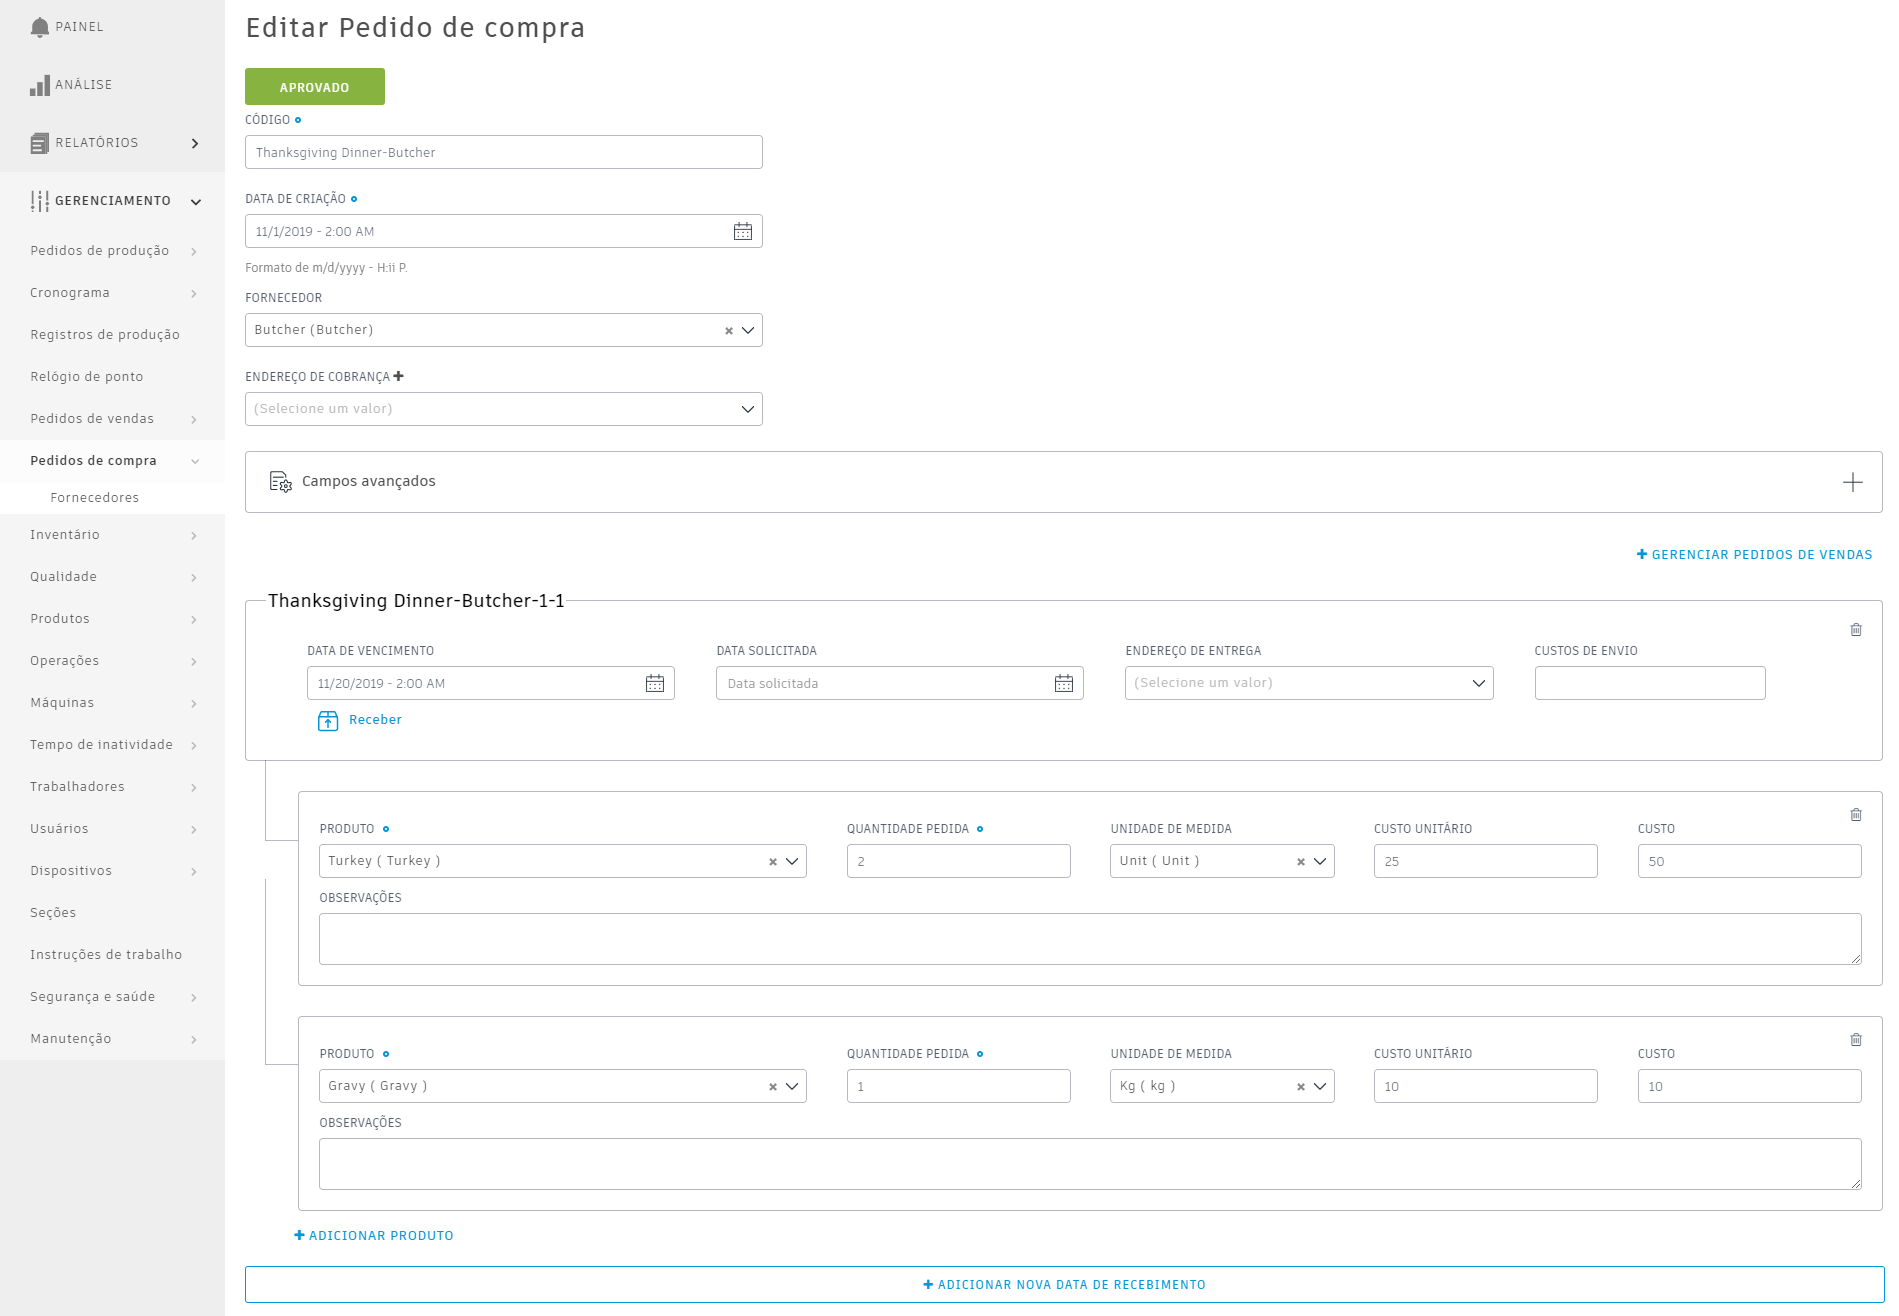 PAINEL
ANÁLISE
RELATÓRIOS
GERENCIAMENTO
Pedidos de produção
Cronograma
Registros de produção
Relógio de ponto
Pedidos de vendas
Pedidos de compra
Fornecedores
Inventário
Qualidade
Produtos
Operações
Máquinas
Tempo de inatividade
Trabalhadores
Usuários
Dispositivos
Seções
Instruções de trabalho
Segurança e saúde
Manutenção
Editar Pedido de compra
APROVADO
CÓDIGO
Thanksgiving Dinner-Butcher
DATA DE CRIAÇÃO
11/1/2019 - 2:00 AM
Formato de m/d/yyyy - H:ii P.
FORNECEDOR
Butcher (Butcher)
ENDEREÇO DE COBRANÇA
(Selecione um valor)
Campos avançados
GERENCIAR PEDIDOS DE VENDAS
Thanksgiving Dinner-Butcher-1-1
DATA DE VENCIMENTO DATA SOLICITADA ENDEREÇO DE ENTREGA CUSTOS DE ENVIO
11/20/2019 - 2:00 AM Data solicitada (Selecione um valor)
Receber
PRODUTO QUANTIDADE PEDIDA UNIDADE DE MEDIDA CUSTO UNITÁRIO CUSTO
Turkey ( Turkey ) 2 Unit ( Unit ) 25 50
OBSERVAÇÕES
PRODUTO QUANTIDADE PEDIDA UNIDADE DE MEDIDA CUSTO UNITÁRIO CUSTO
Gravy ( Gravy ) 1 Kg ( kg ) 10 10
OBSERVAÇÕES
ADICIONAR PRODUTO
ADICIONAR NOVA DATA DE RECEBIMENTO